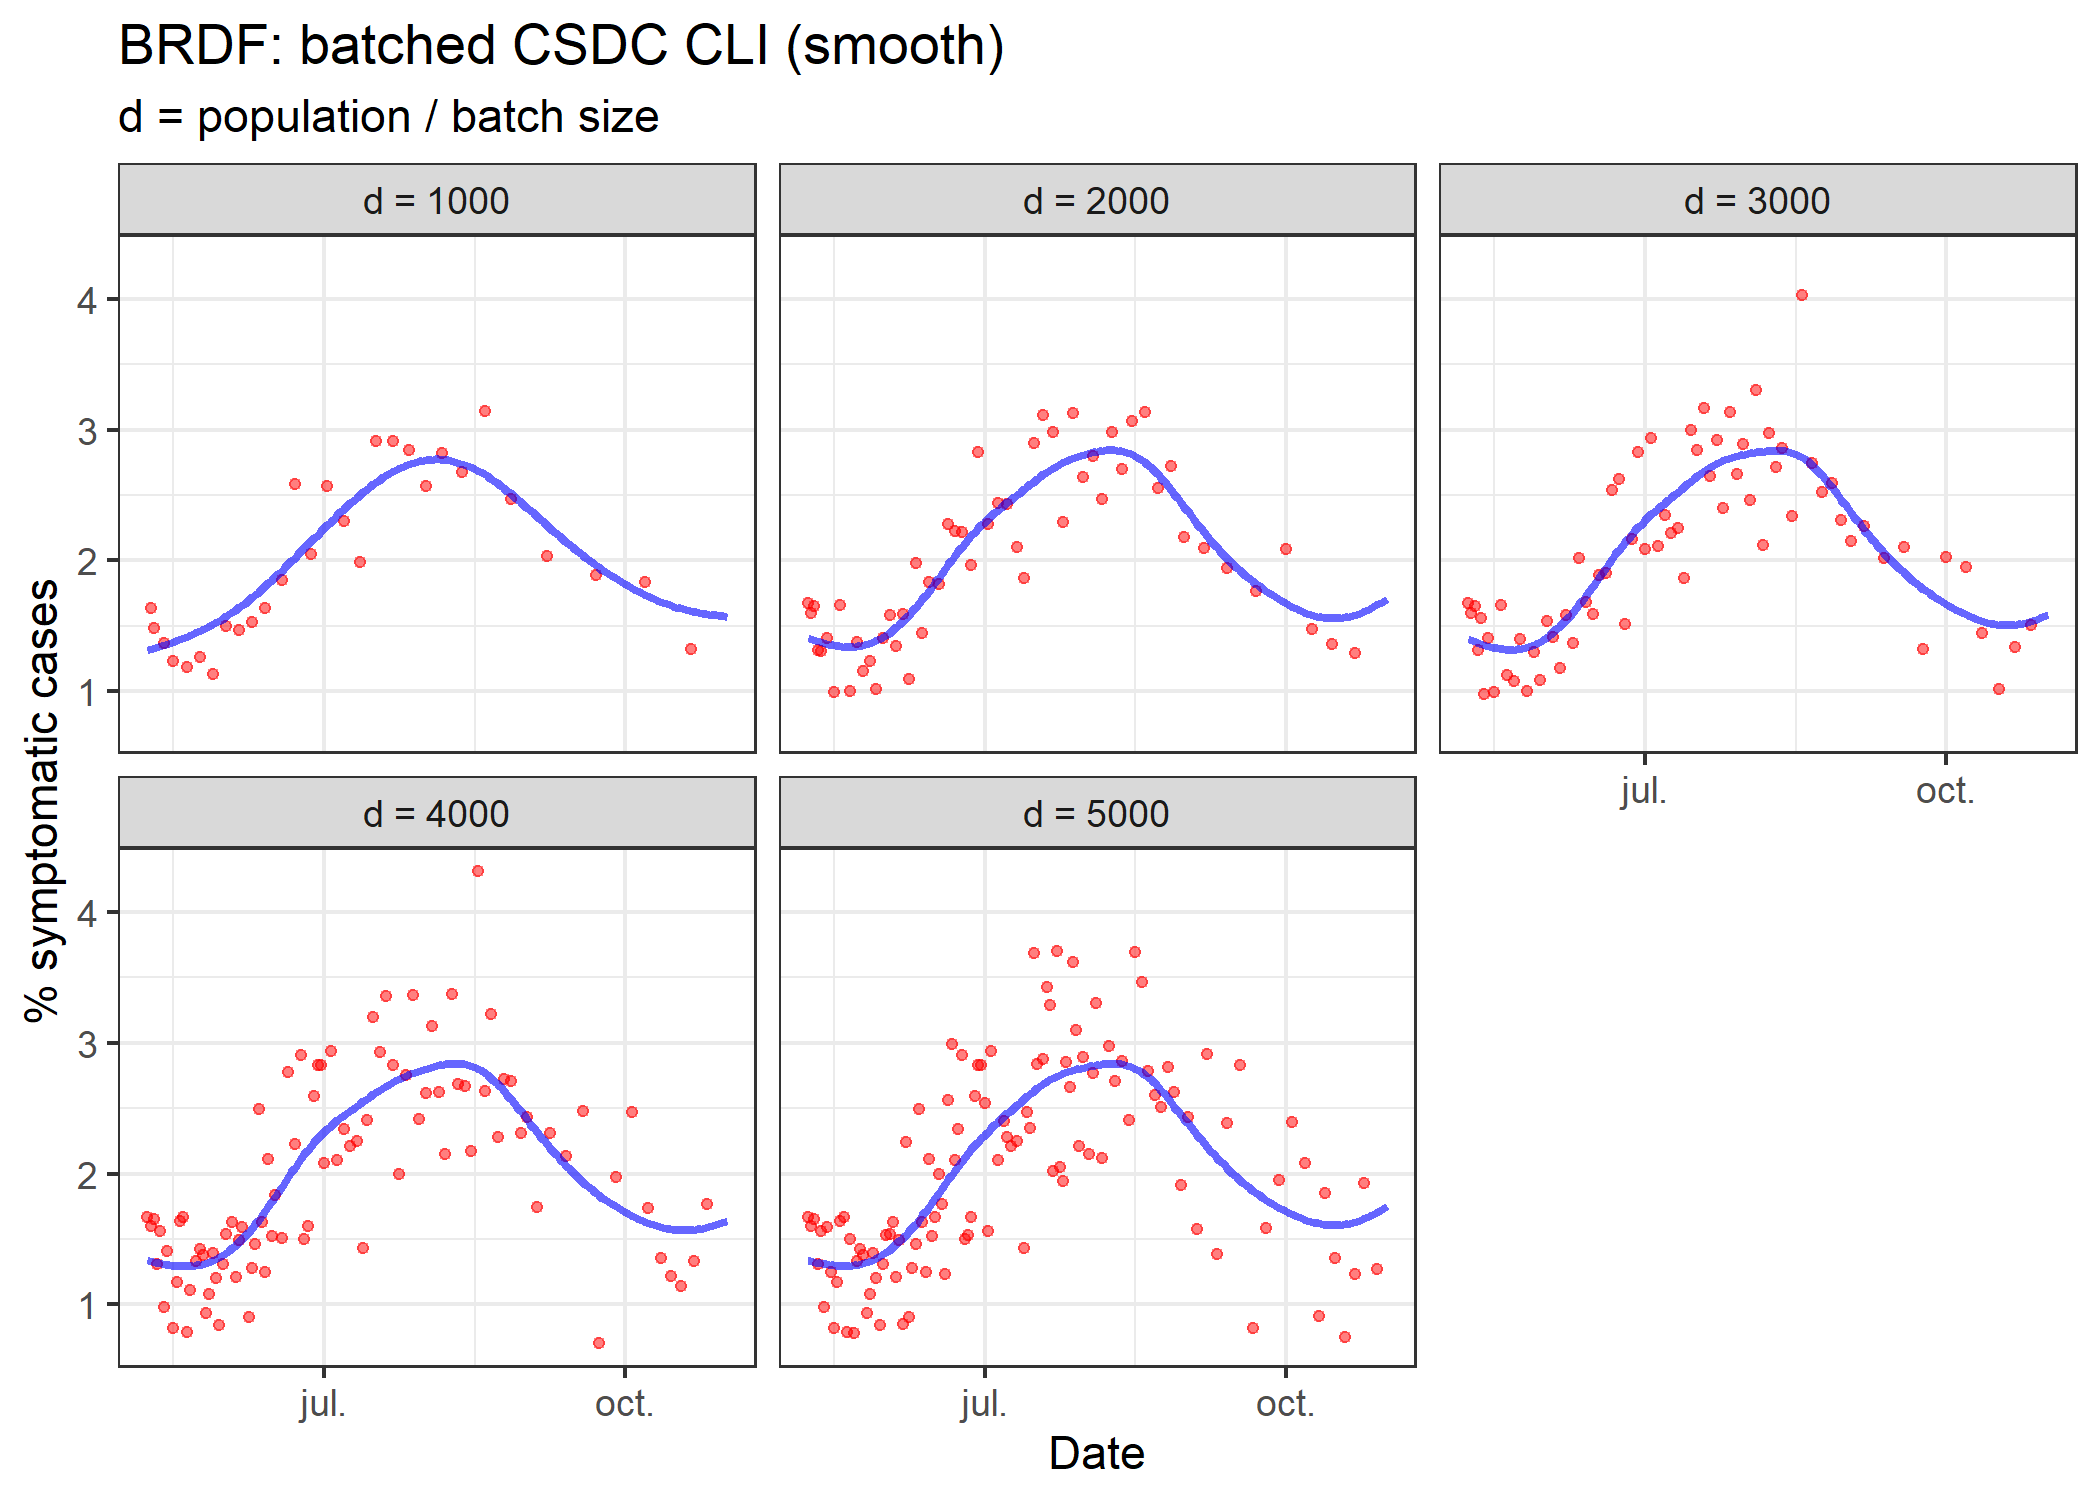 BRDF: batched CSDC CLI (smooth)
d = population / batch size
d = 1000
d = 2000
d = 3000
4
3
2
1
jul.
oct.
d = 4000
d = 5000
4
3
2
1
jul.
oct.
jul.
oct.
% symptomatic cases
Date